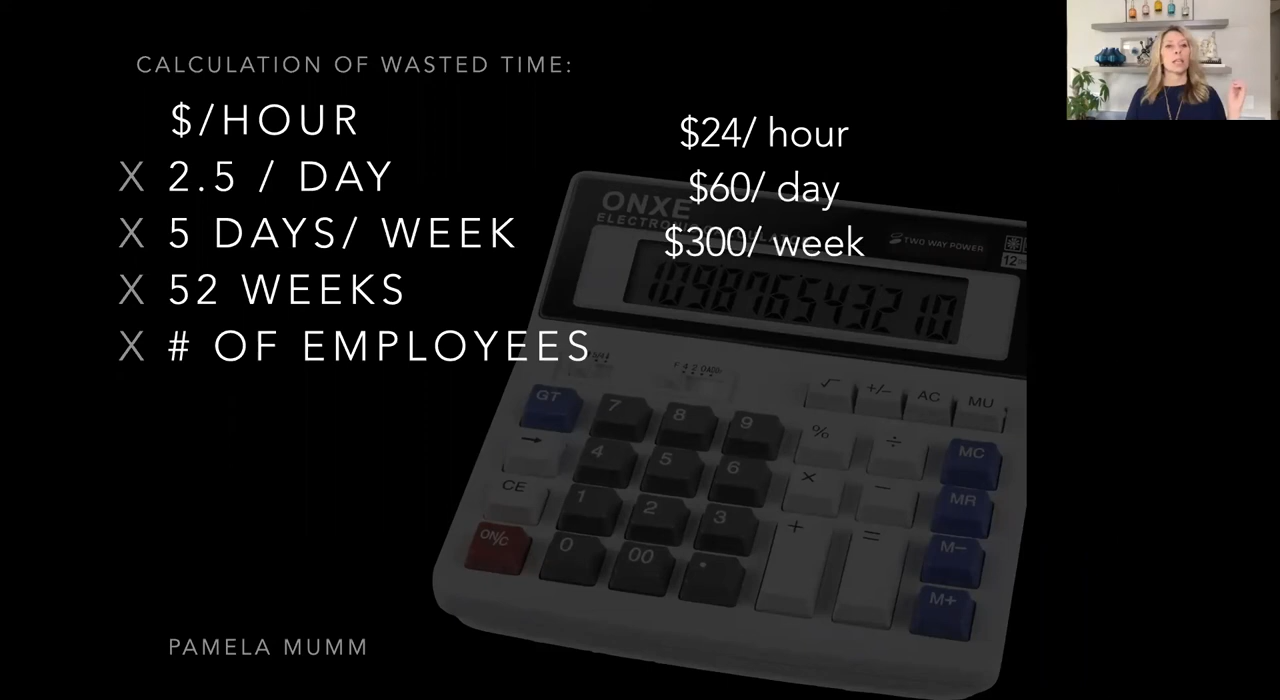 CALCULATION OF WASTED TIME:
$/HOUR
X 2.5 / DAY
X 5 DAYS/ WEEK
X 52 WEEKS
X # OF EMPLOYEES
$24/ hour
$60/ day
$300/ week
ONXE
TWO WAY POWER
12
109876543210
√ +/- AC MU
GT 7 8 9 % ÷ MC
→ 4 5 6 × − MR
CE 1 2 3 + = M−
ON/C 0 00 • M+
PAMELA MUMM